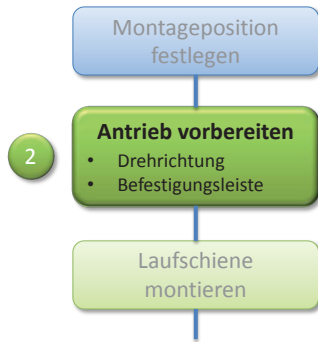 Montageposition
festlegen
2
Antrieb vorbereiten
• Drehrichtung
• Befestigungsleiste
Laufschiene
montieren